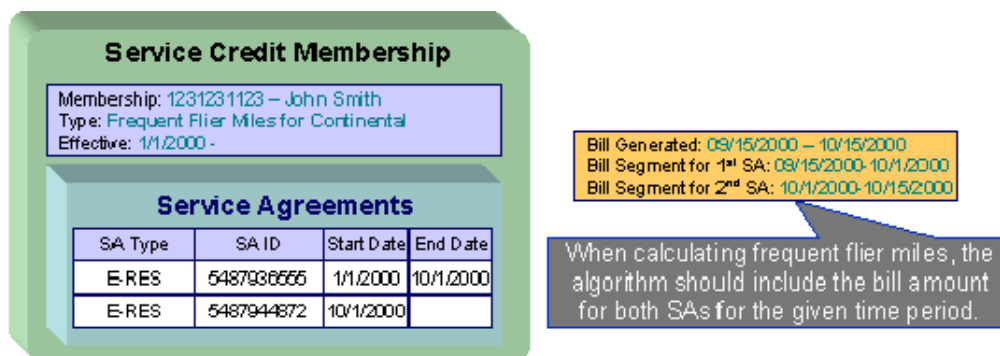 Service Credit Membership
Membership: 1231231123 – John Smith
Type: Frequent Flier Miles for Continental
Effective: 1/1/2000 -
Service Agreements
SA Type SA ID Start Date End Date
E-RES 5487936555 1/1/2000 10/1/2000
E-RES 5487944872 10/1/2000
Bill Generated: 09/15/2000 – 10/15/2000
Bill Segment for 1st SA: 09/15/2000-10/1/2000
Bill Segment for 2nd SA: 10/1/2000-10/15/2000
When calculating frequent flier miles, the
algorithm should include the bill amount
for both SAs for the given time period.